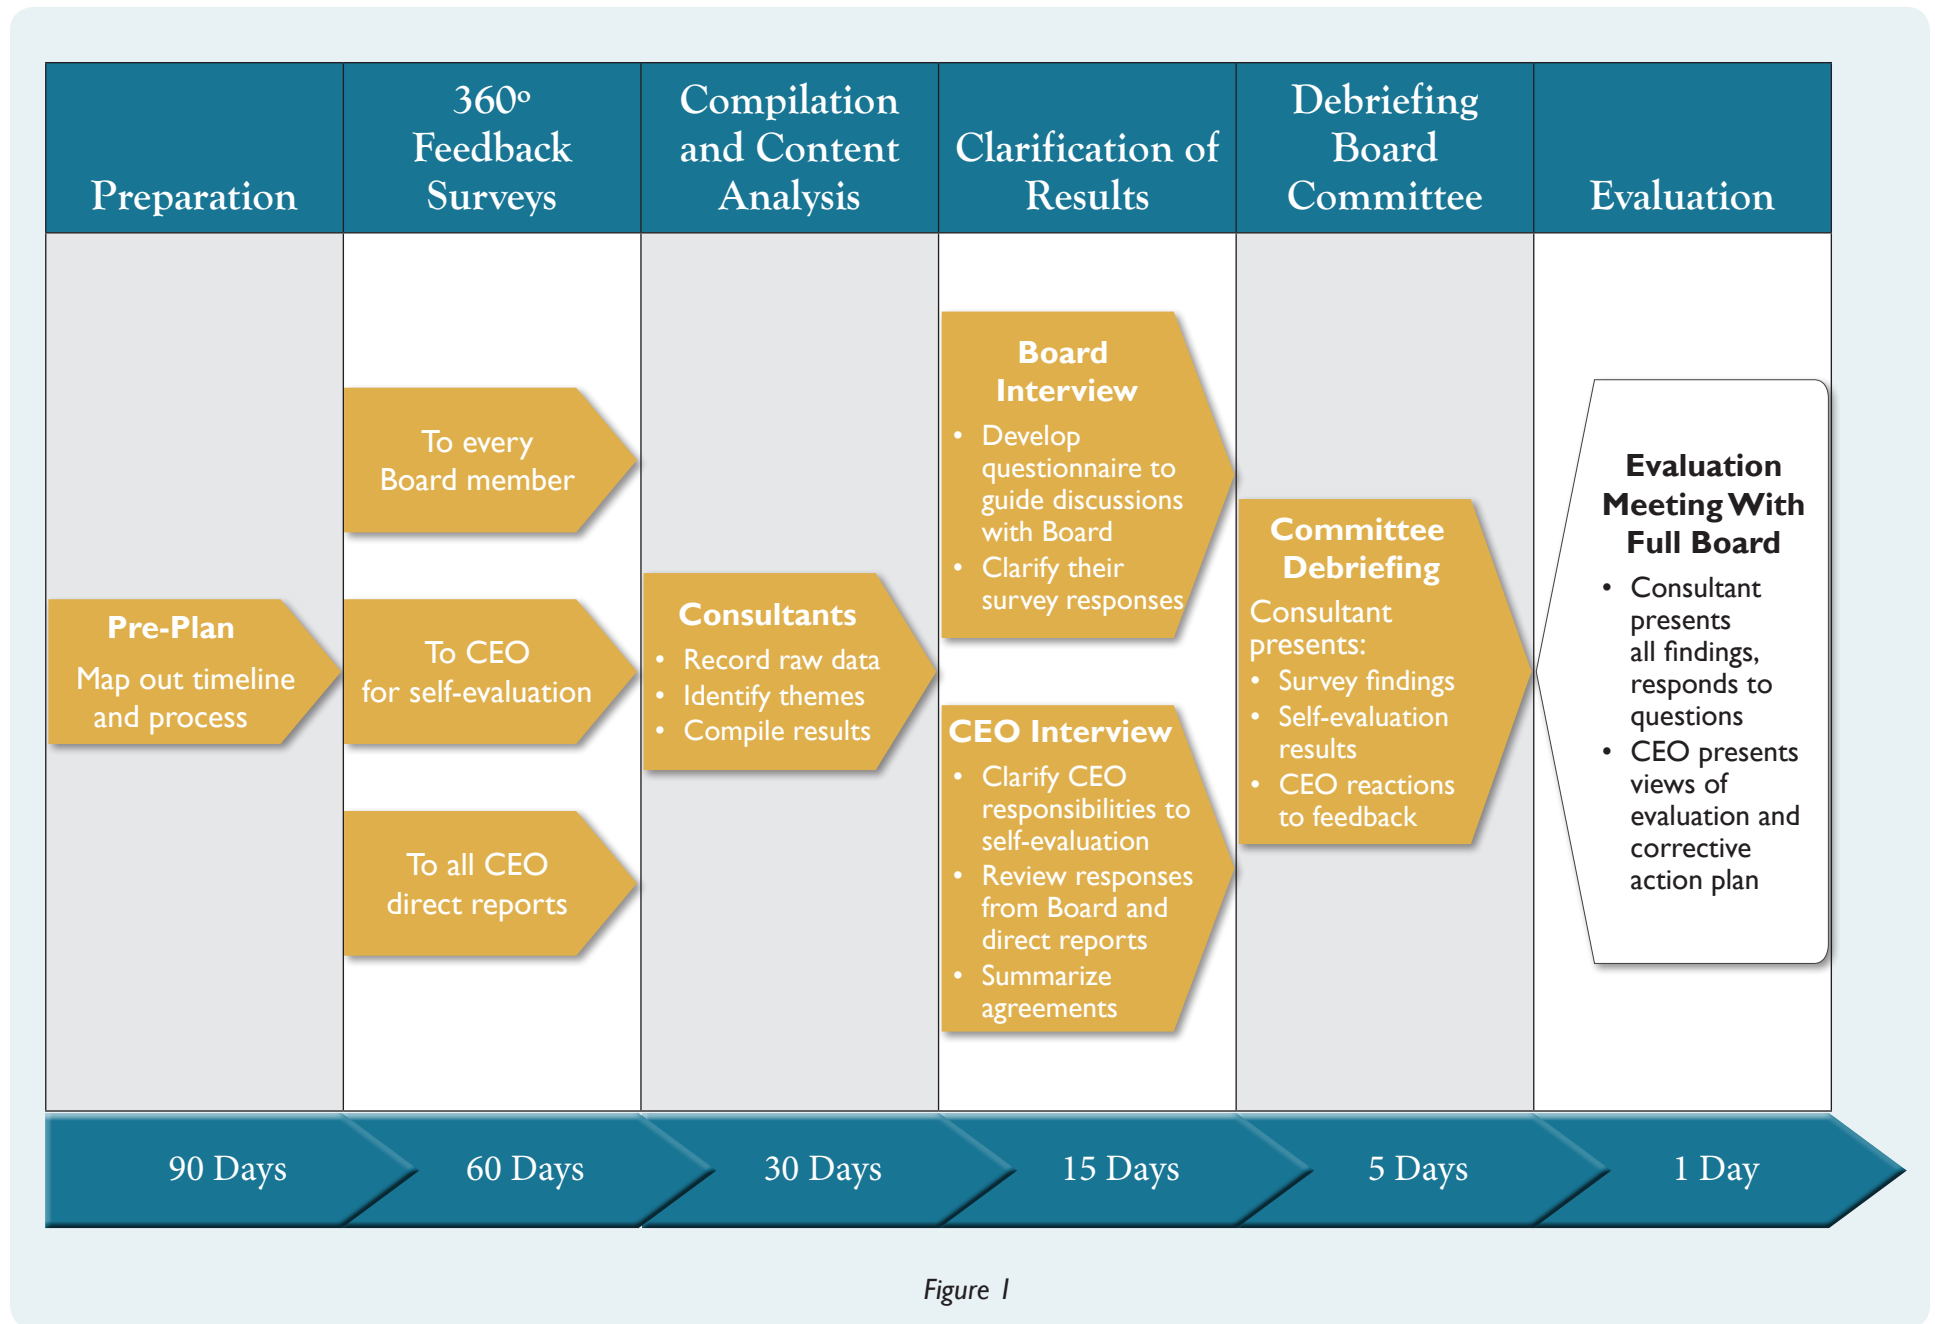 Preparation
360º
Feedback
Surveys
Compilation
and Content
Analysis
Clarification of
Results
Debriefing
Board
Committee
Evaluation
Pre-Plan
Map out timeline
and process
To every
Board member
To CEO
for self-evaluation
To all CEO
direct reports
Consultants
• Record raw data
• Identify themes
• Compile results
Board
Interview
• Develop
questionnaire to
guide discussions
with Board
• Clarify their
survey responses
CEO Interview
• Clarify CEO
responsibilities to
self-evaluation
• Review responses
from Board and
direct reports
• Summarize
agreements
Committee
Debriefing
Consultant
presents:
• Survey findings
• Self-evaluation
results
• CEO reactions
to feedback
Evaluation
Meeting With
Full Board
• Consultant
presents
all findings,
responds to
questions
• CEO presents
views of
evaluation and
corrective
action plan
90 Days
60 Days
30 Days
15 Days
5 Days
1 Day
Figure 1